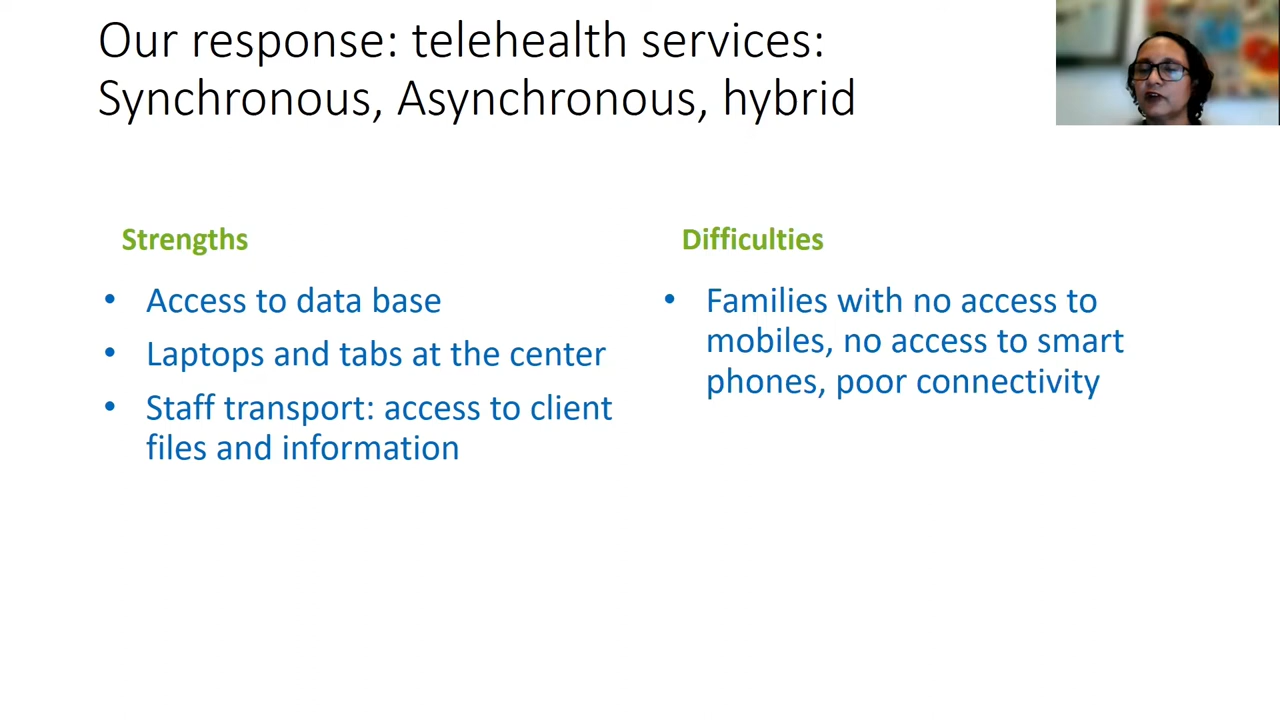 Our response: telehealth services:
Synchronous, Asynchronous, hybrid
Strengths
• Access to data base
• Laptops and tabs at the center
• Staff transport: access to client
files and information
Difficulties
• Families with no access to
mobiles, no access to smart
phones, poor connectivity